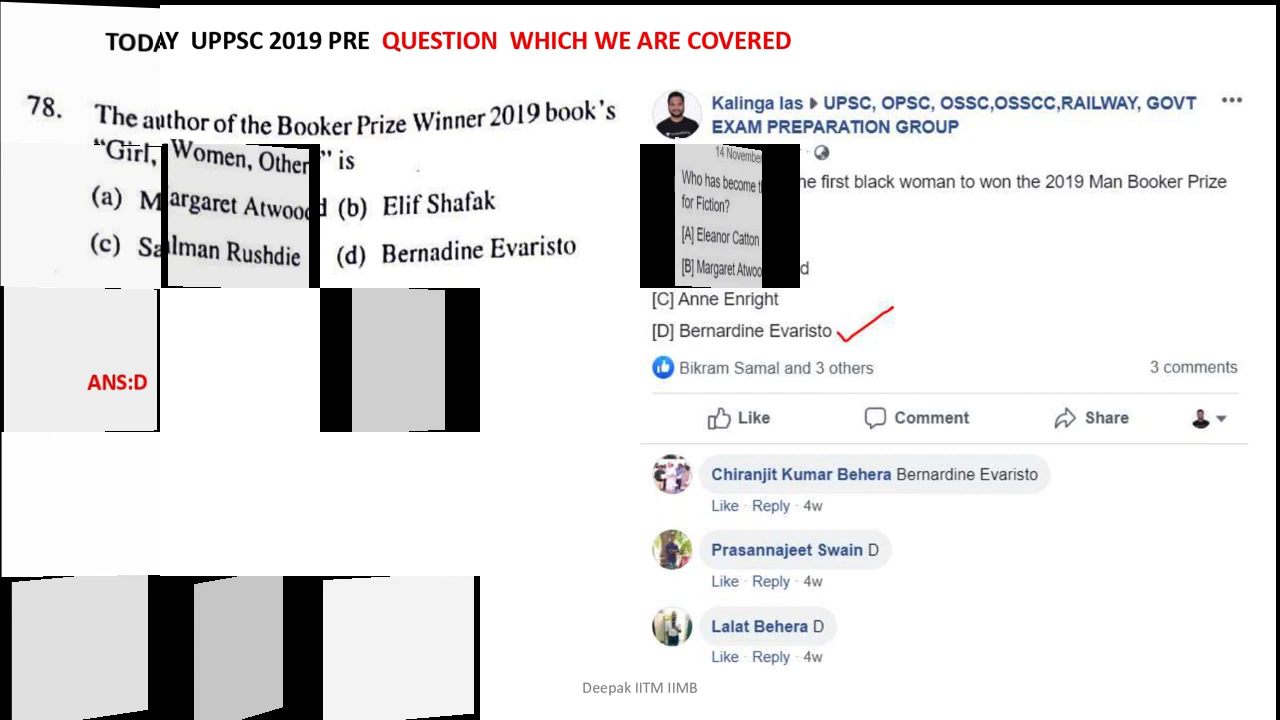 TODAY UPPSC 2019 PRE QUESTION WHICH WE ARE COVERED
78. The author of the Booker Prize Winner 2019 book's
"Girl, Women, Other" is
(a) Margaret Atwood (b) Elif Shafak
(c) Salman Rushdie (d) Bernadine Evaristo
ANS:D
Kalinga Ias ▸ UPSC, OPSC, OSSC,OSSCC,RAILWAY, GOVT
EXAM PREPARATION GROUP
14 November ·
Who has become the first black woman to won the 2019 Man Booker Prize
for Fiction?
[A] Eleanor Catton
[B] Margaret Atwood
[C] Anne Enright
[D] Bernardine Evaristo
Bikram Samal and 3 others 3 comments
Like Comment Share
Chiranjit Kumar Behera Bernardine Evaristo
Like · Reply · 4w
Prasannajeet Swain D
Like · Reply · 4w
Lalat Behera D
Like · Reply · 4w
Deepak IITM IIMB